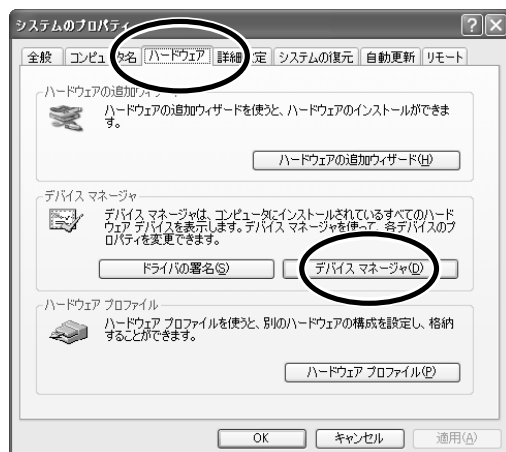 システムのプロパティ
全般 コンピュータ名 ハードウェア 詳細設定 システムの復元 自動更新 リモート
ハードウェアの追加ウィザード
ハードウェアの追加ウィザードを使うと、ハードウェアのインストールができま
す。
ハードウェアの追加ウィザード(H)
デバイス マネージャ
デバイス マネージャは、コンピュータにインストールされているすべてのハード
ウェア デバイスを表示します。デバイス マネージャを使って、各デバイスのプ
ロパティを変更できます。
ドライバの署名(S) デバイス マネージャ(D)
ハードウェア プロファイル
ハードウェア プロファイルを使うと、別のハードウェアの構成を設定し、格納
することができます。
ハードウェア プロファイル(P)
OK キャンセル 適用(A)